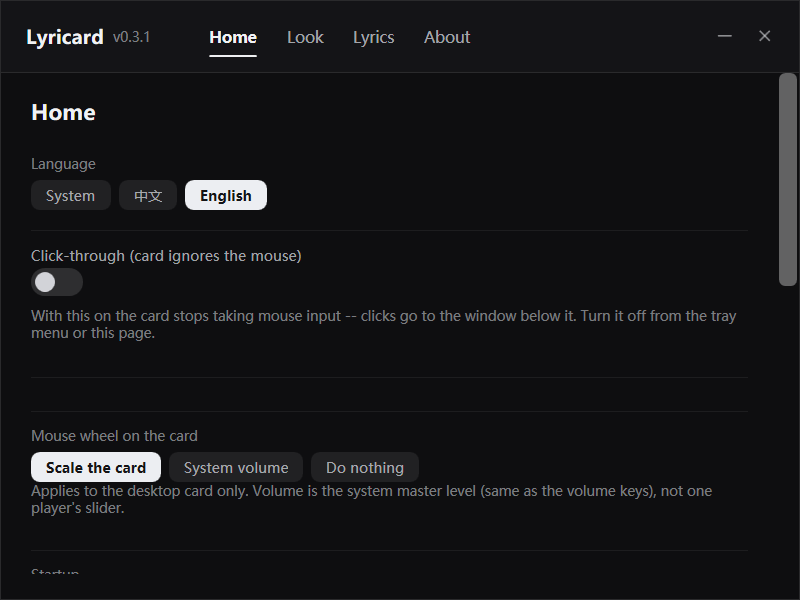 Lyricard v0.3.1 Home Look Lyrics About
Home
Language
System 中文 English
Click-through (card ignores the mouse)
With this on the card stops taking mouse input -- clicks go to the window below it. Turn it off from the tray
menu or this page.
Mouse wheel on the card
Scale the card System volume Do nothing
Applies to the desktop card only. Volume is the system master level (same as the volume keys), not one
player's slider.
Startup